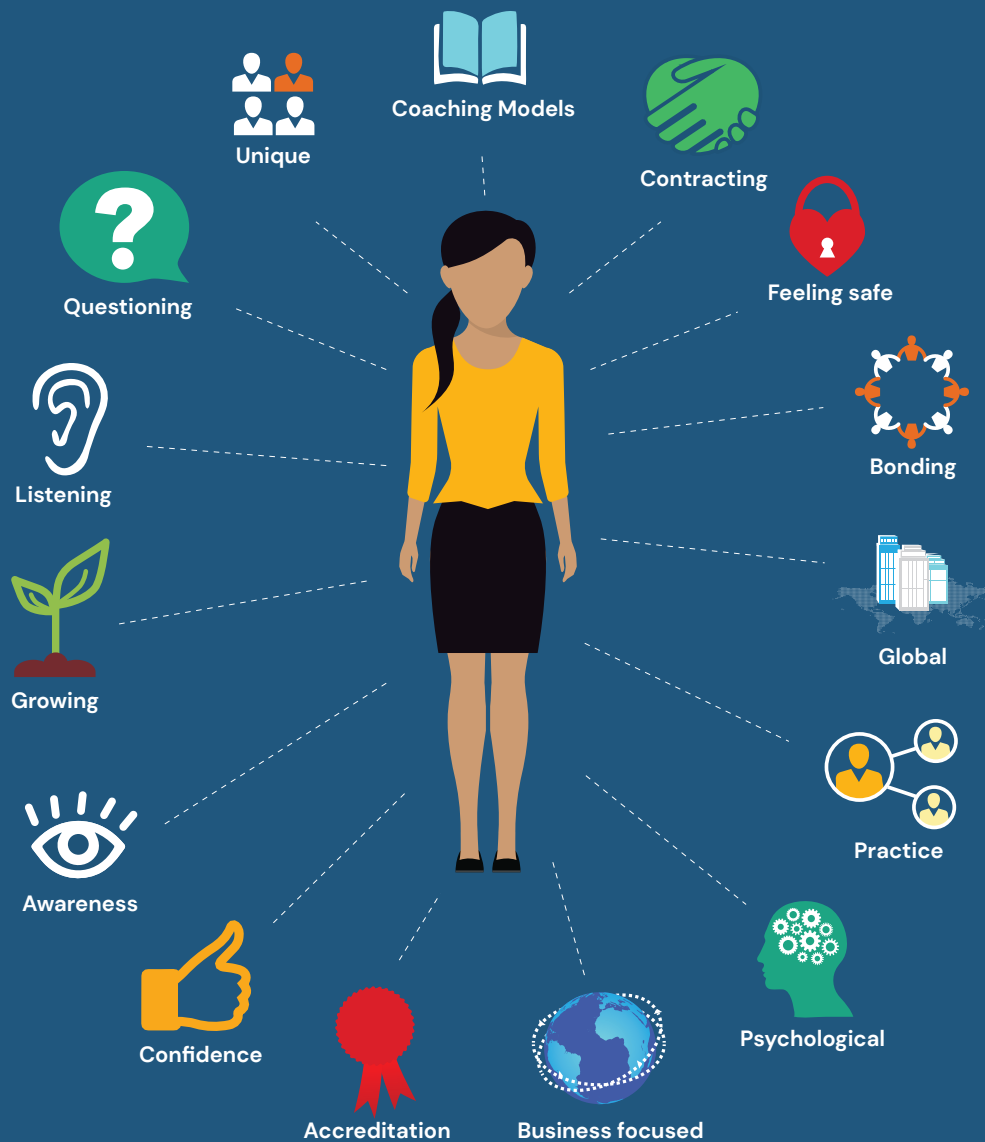 Coaching Models
Unique
Contracting
Feeling safe
Questioning
Bonding
Listening
Global
Growing
Practice
Awareness
Psychological
Confidence
Accreditation
Business focused